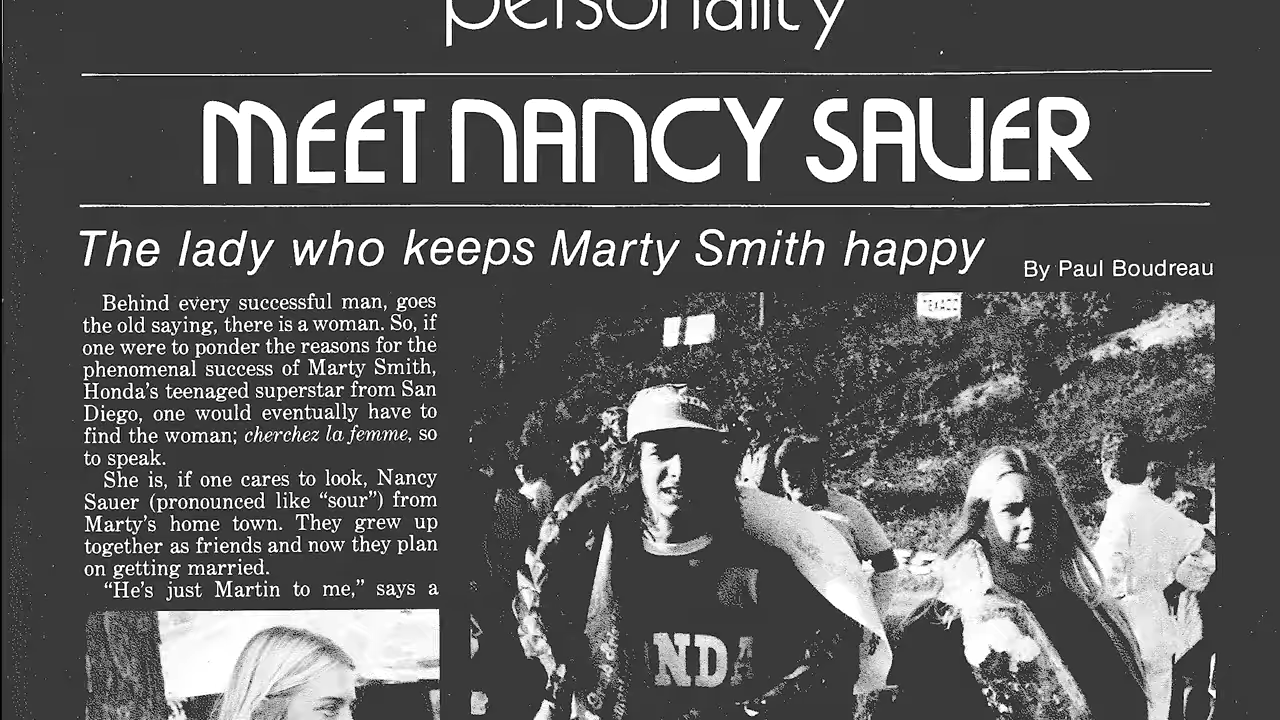 personality
MEET NANCY SAUER
The lady who keeps Marty Smith happy
By Paul Boudreau
Behind every successful man, goes
the old saying, there is a woman. So, if
one were to ponder the reasons for the
phenomenal success of Marty Smith,
Honda's teenaged superstar from San
Diego, one would eventually have to
find the woman; cherchez la femme, so
to speak.
She is, if one cares to look, Nancy
Sauer (pronounced like “sour”) from
Marty's home town. They grew up
together as friends and now they plan
on getting married.
“He's just Martin to me,” says a
TEXACO
NDA